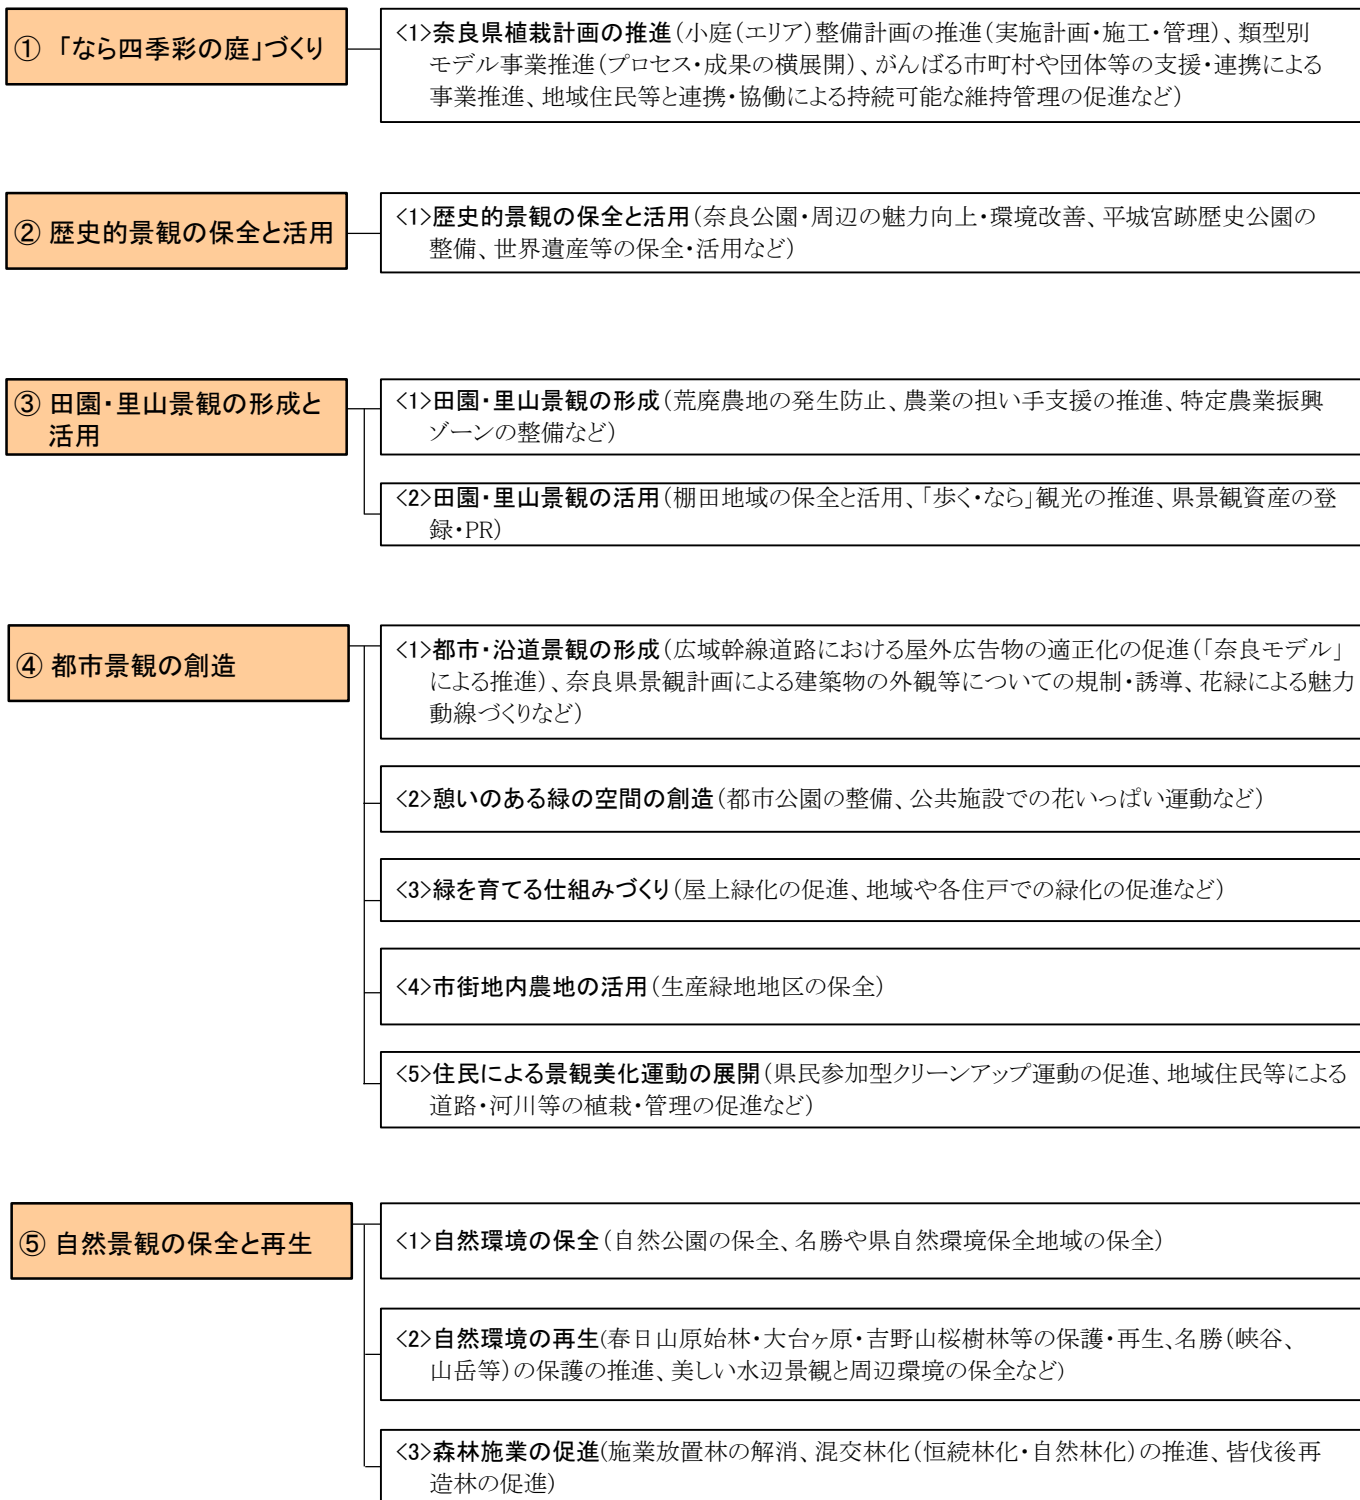 ① 「なら四季彩の庭」づくり
<1>奈良県植栽計画の推進(小庭(エリア)整備計画の推進(実施計画・施工・管理)、類型別
モデル事業推進(プロセス・成果の横展開)、がんばる市町村や団体等の支援・連携による
事業推進、地域住民等と連携・協働による持続可能な維持管理の促進など)
② 歴史的景観の保全と活用
<1>歴史的景観の保全と活用(奈良公園・周辺の魅力向上・環境改善、平城宮跡歴史公園の
整備、世界遺産等の保全・活用など)
③ 田園・里山景観の形成と
活用
<1>田園・里山景観の形成(荒廃農地の発生防止、農業の担い手支援の推進、特定農業振興
ゾーンの整備など)
<2>田園・里山景観の活用(棚田地域の保全と活用、「歩く・なら」観光の推進、県景観資産の登
録・PR)
④ 都市景観の創造
<1>都市・沿道景観の形成(広域幹線道路における屋外広告物の適正化の促進(「奈良モデル」
による推進)、奈良県景観計画による建築物の外観等についての規制・誘導、花緑による魅力
動線づくりなど)
<2>憩いのある緑の空間の創造(都市公園の整備、公共施設での花いっぱい運動など)
<3>緑を育てる仕組みづくり(屋上緑化の促進、地域や各住戸での緑化の促進など)
<4>市街地内農地の活用(生産緑地地区の保全)
<5>住民による景観美化運動の展開(県民参加型クリーンアップ運動の促進、地域住民等による
道路・河川等の植栽・管理の促進など)
⑤ 自然景観の保全と再生
<1>自然環境の保全(自然公園の保全、名勝や県自然環境保全地域の保全)
<2>自然環境の再生(春日山原始林・大台ヶ原・吉野山桜樹林等の保護・再生、名勝(峡谷、
山岳等)の保護の推進、美しい水辺景観と周辺環境の保全など)
<3>森林施業の促進(施業放置林の解消、混交林化(恒続林化・自然林化)の推進、皆伐後再
造林の促進)